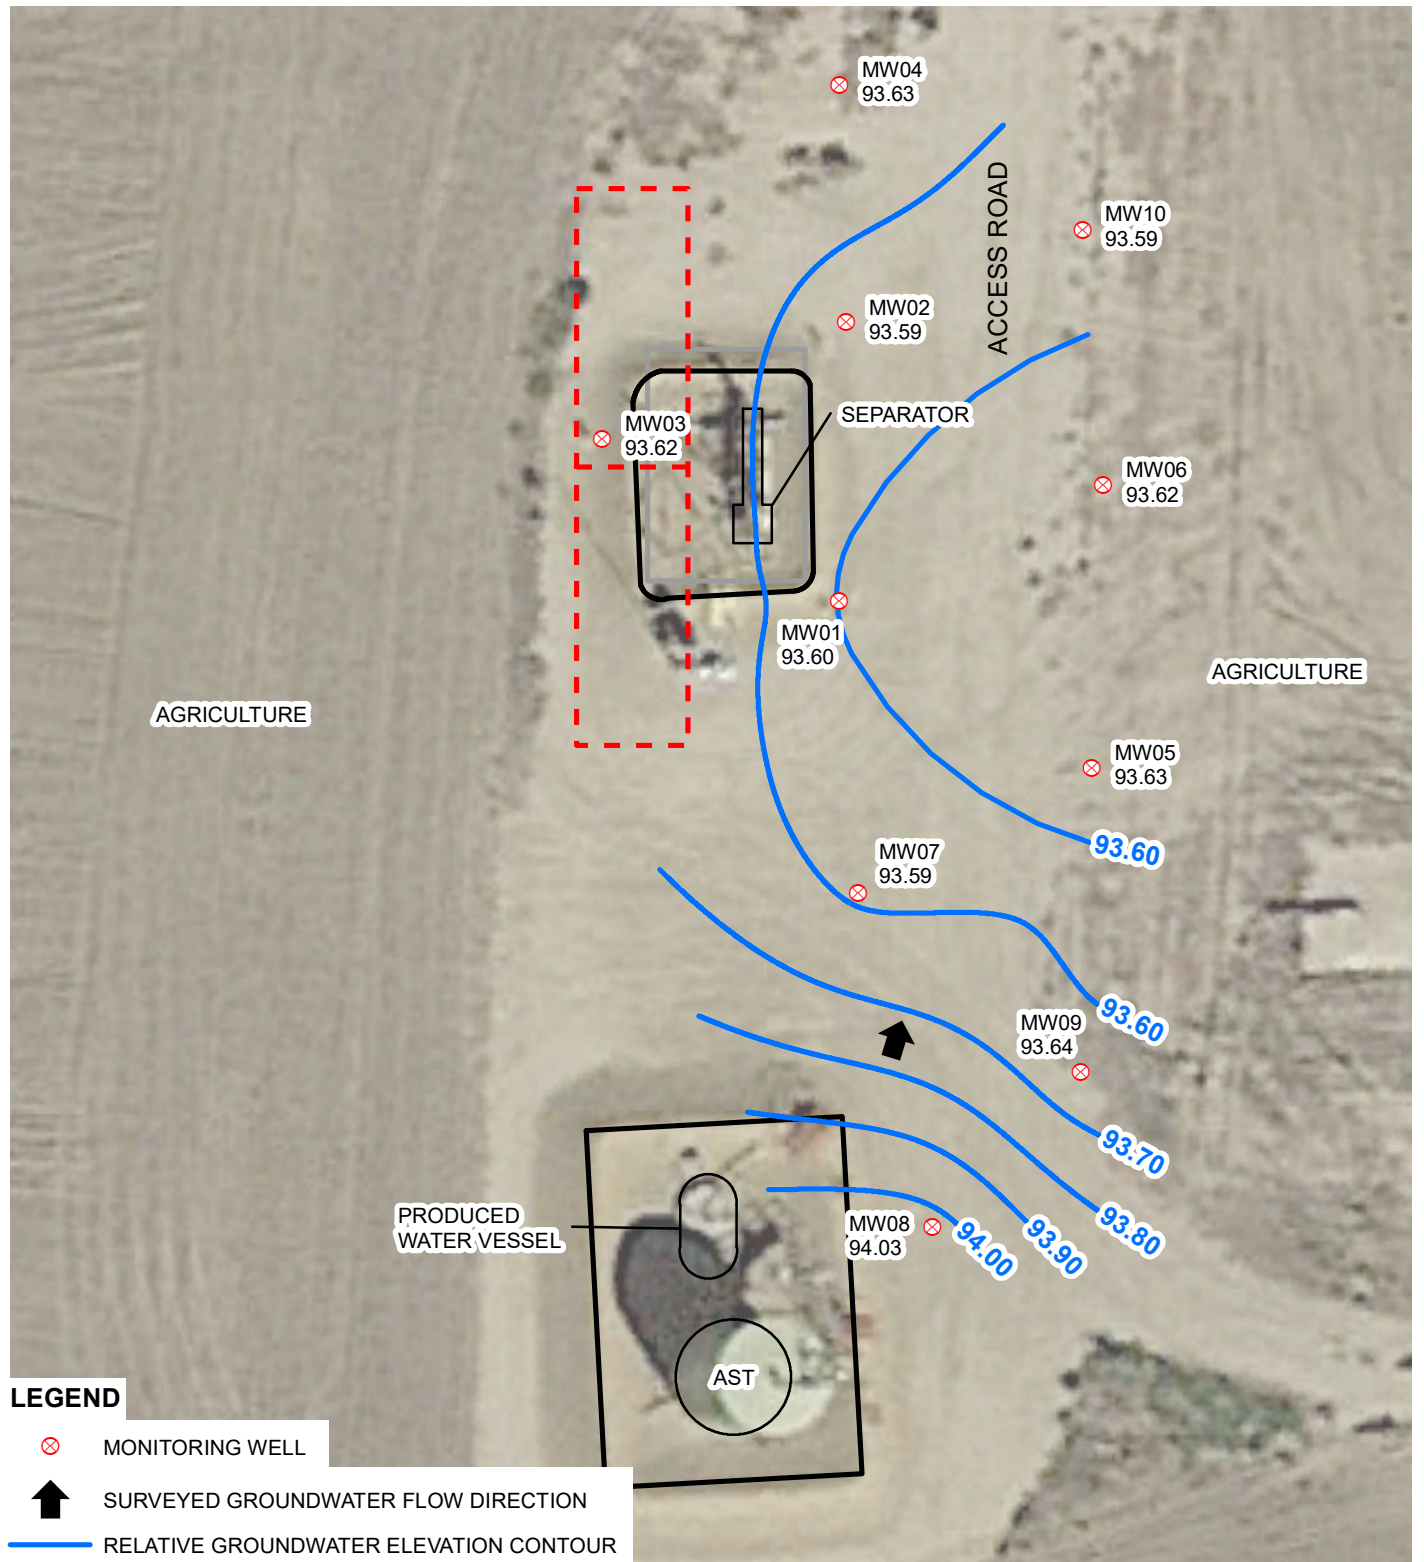 MW04
93.63
ACCESS ROAD
MW10
93.59
MW02
93.59
SEPARATOR
MW03
93.62
MW06
93.62
MW01
93.60
AGRICULTURE
AGRICULTURE
MW05
93.63
93.60
MW07
93.59
93.60
MW09
93.64
93.70
PRODUCED
WATER VESSEL
MW08
94.03
94.00
93.90
93.80
AST
LEGEND
MONITORING WELL
SURVEYED GROUNDWATER FLOW DIRECTION
RELATIVE GROUNDWATER ELEVATION CONTOUR